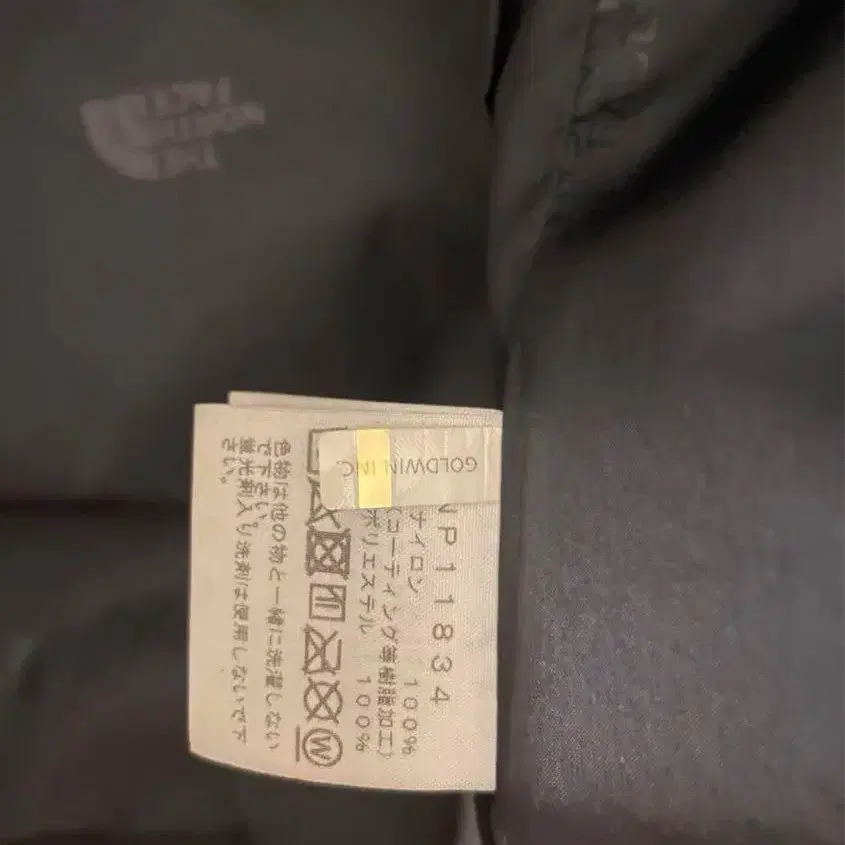 THE
NORTH
FACE
GOLDWIN INC.
NP11834
ナイロン 100%
(コーティング等樹脂加工)
ポリエステル 100%
W
色物は他の物と一緒に洗濯しない
で下さい。
蛍光剤入り洗剤は使用しないで下
さい。